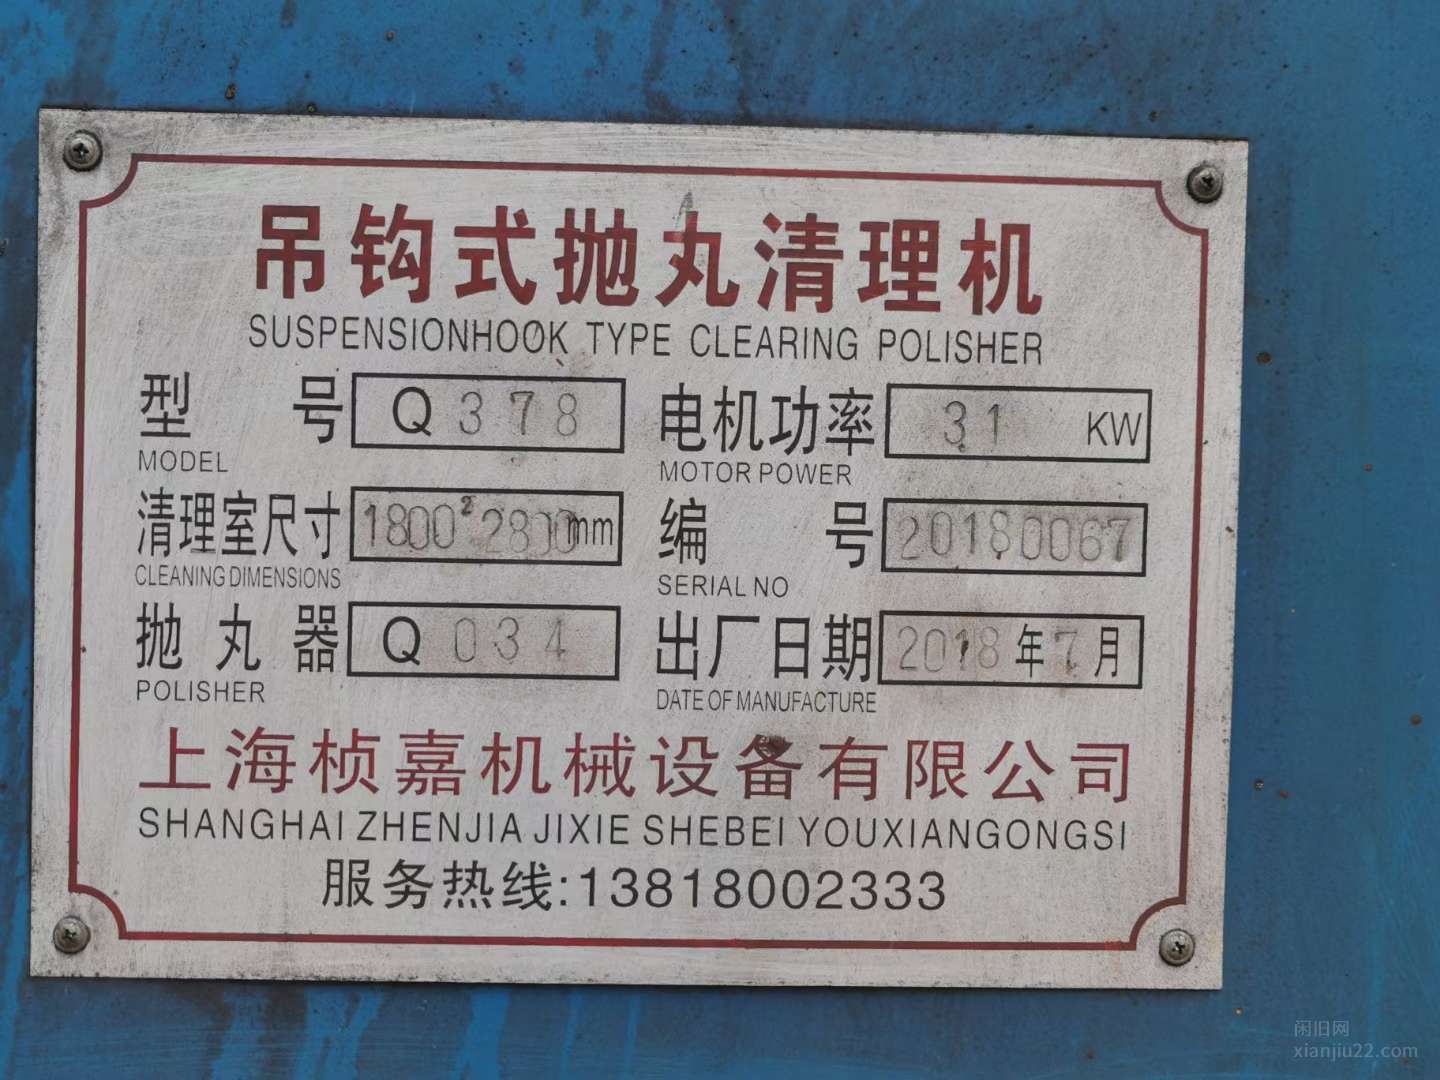 吊钩式抛丸清理机
SUSPENSIONHOOK TYPE CLEARING POLISHER
型号 Q378 电机功率 31 KW
MODEL MOTOR POWER
清理室尺寸 1800² 2800mm 编号 20180067
CLEANING DIMENSIONS SERIAL NO
抛丸器 Q034 出厂日期 2018年7月
POLISHER DATE OF MANUFACTURE
上海桢嘉机械设备有限公司
SHANGHAI ZHENJIA JIXIE SHEBEI YOUXIANGONGSI
服务热线:13818002333
闲旧网
xianjiu22.com